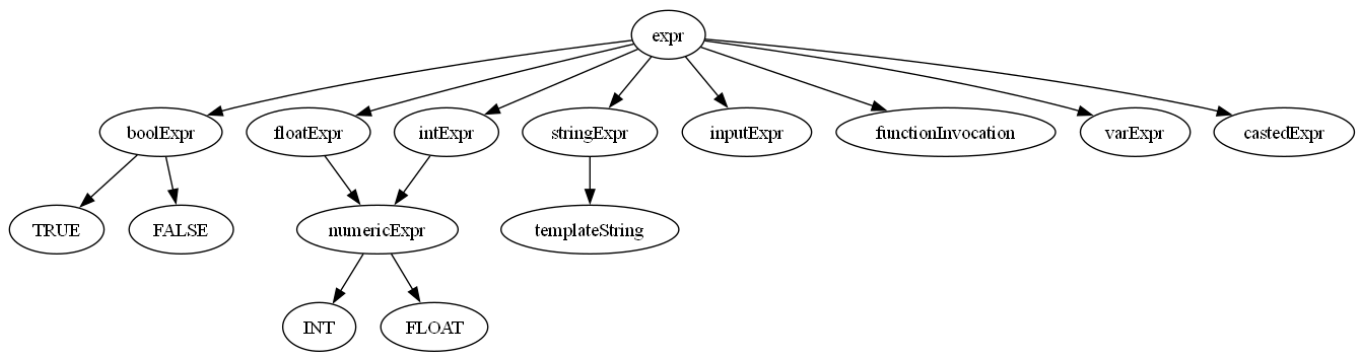 expr
boolExpr
floatExpr
intExpr
stringExpr
inputExpr
functionInvocation
varExpr
castedExpr
TRUE
FALSE
numericExpr
templateString
INT
FLOAT